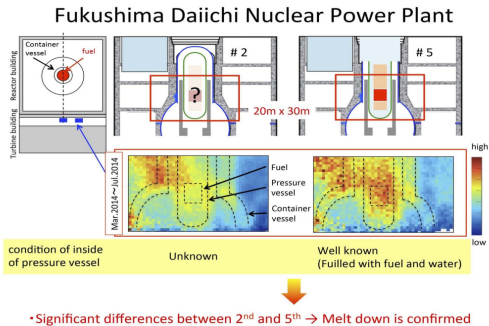 Fukushima Daiichi Nuclear Power Plant
Container
vessel
fuel
Reactor building
Turbine building
# 2
?
# 5
20m x 30m
Mar.2014～Jul.2014
Fuel
Pressure
vessel
Container
vessel
high
low
condition of inside
of pressure vessel
Unknown
Well known
(Fuilled with fuel and water)
・Significant differences between 2nd and 5th → Melt down is confirmed